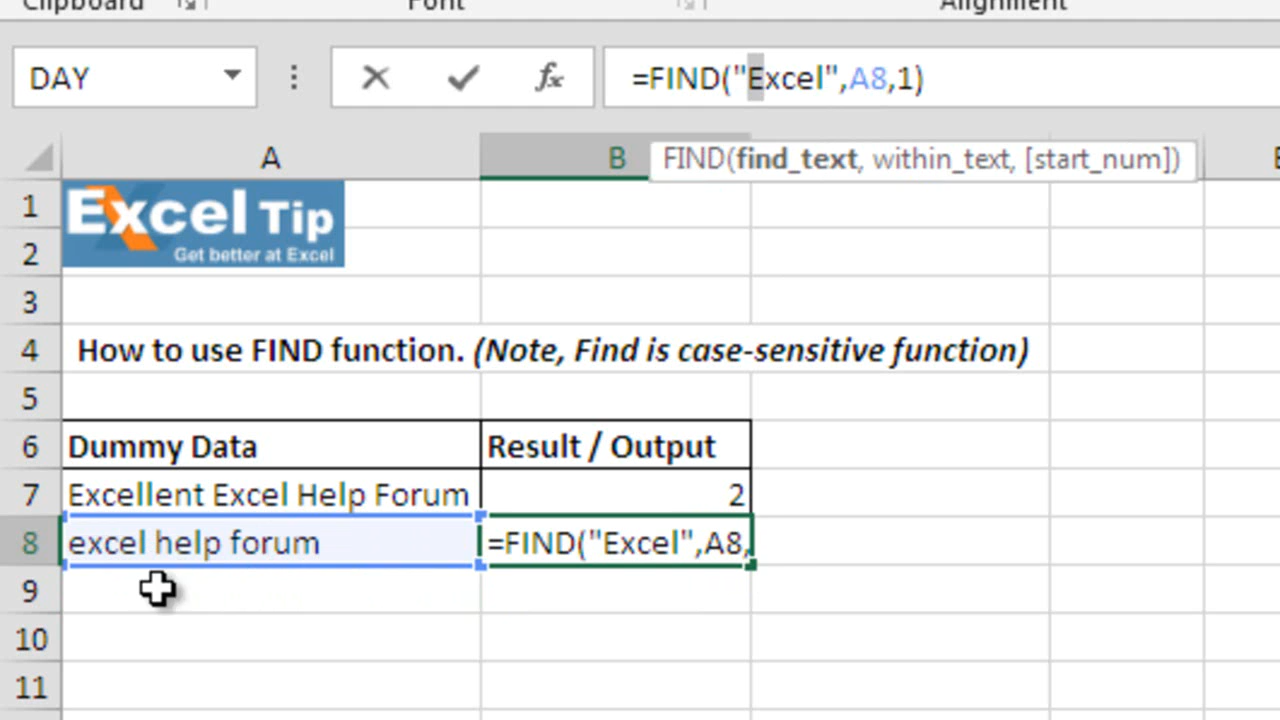 Clipboard Font Alignment
DAY =FIND("Excel",A8,1)
A B FIND(find_text, within_text, [start_num])
1 Excel Tip
2 Get better at Excel
3
4 How to use FIND function. (Note, Find is case-sensitive function)
5
6 Dummy Data Result / Output
7 Excellent Excel Help Forum 2
8 excel help forum =FIND("Excel",A8,
9
10
11